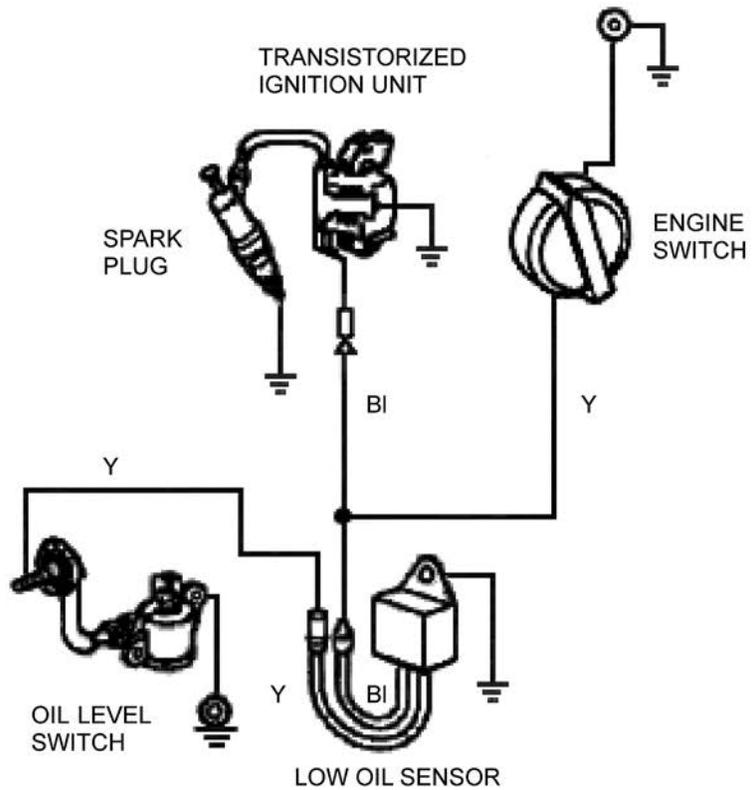 TRANSISTORIZED
IGNITION UNIT
SPARK
PLUG
ENGINE
SWITCH
Bl
Y
Y
Y
Bl
OIL LEVEL
SWITCH
LOW OIL SENSOR